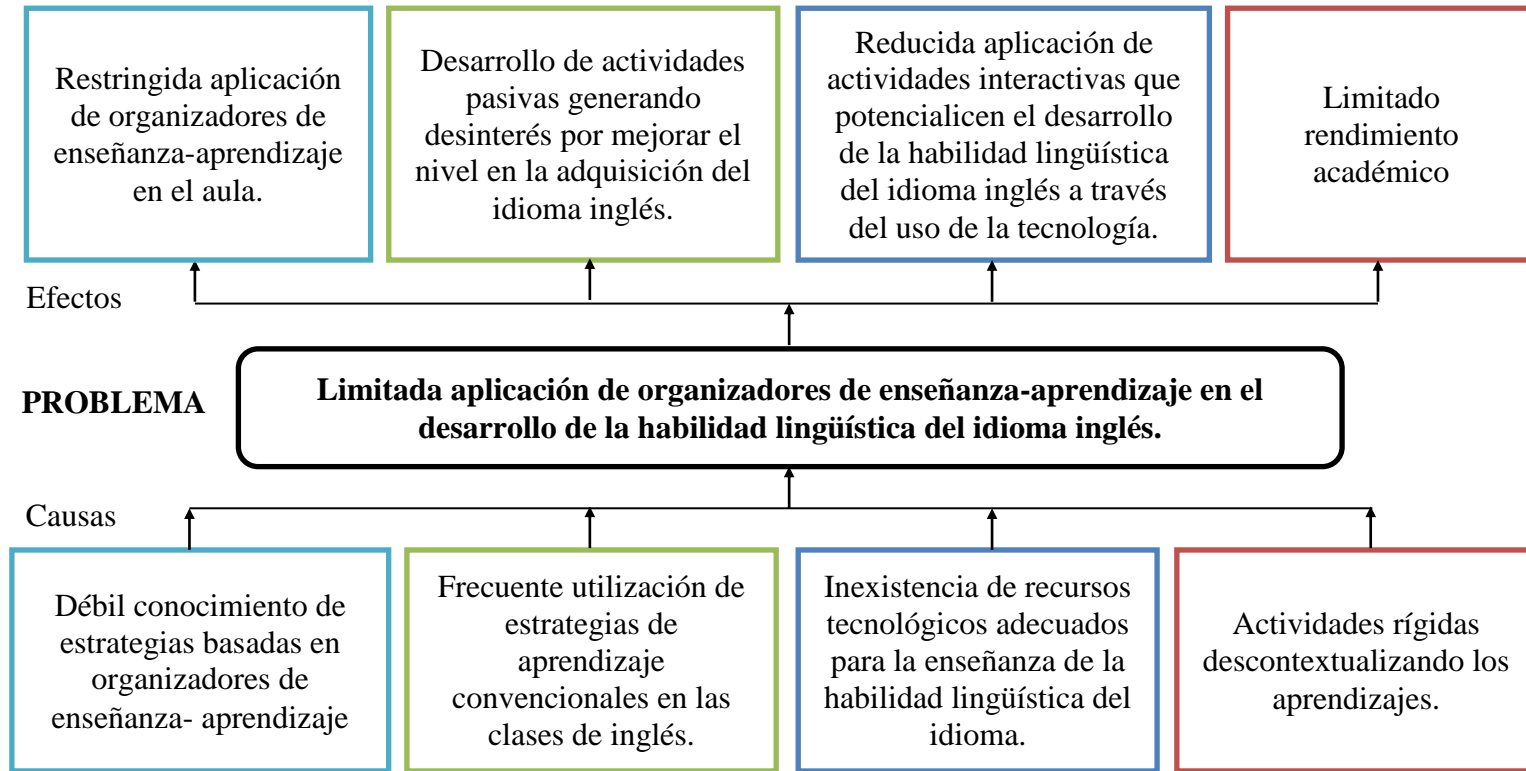 Restringida aplicación
de organizadores de
enseñanza-aprendizaje
en el aula.
Desarrollo de actividades
pasivas generando
desinterés por mejorar el
nivel en la adquisición del
idioma inglés.
Reducida aplicación de
actividades interactivas que
potencialicen el desarrollo
de la habilidad lingüística
del idioma inglés a través
del uso de la tecnología.
Limitado
rendimiento
académico
Efectos
PROBLEMA
Limitada aplicación de organizadores de enseñanza-aprendizaje en el
desarrollo de la habilidad lingüística del idioma inglés.
Causas
Débil conocimiento de
estrategias basadas en
organizadores de
enseñanza- aprendizaje
Frecuente utilización de
estrategias de
aprendizaje
convencionales en las
clases de inglés.
Inexistencia de recursos
tecnológicos adecuados
para la enseñanza de la
habilidad lingüística del
idioma.
Actividades rígidas
descontextualizando los
aprendizajes.